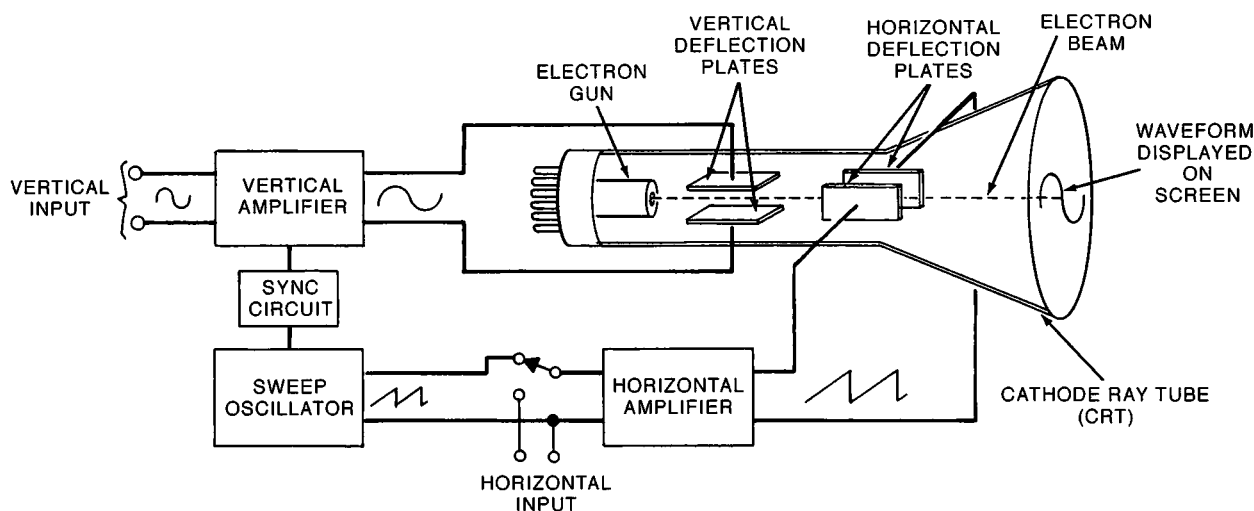 VERTICAL
DEFLECTION
PLATES
HORIZONTAL
DEFLECTION
PLATES
ELECTRON
BEAM
ELECTRON
GUN
WAVEFORM
DISPLAYED
ON
SCREEN
VERTICAL
INPUT
VERTICAL
AMPLIFIER
SYNC
CIRCUIT
SWEEP
OSCILLATOR
HORIZONTAL
AMPLIFIER
CATHODE RAY TUBE
(CRT)
HORIZONTAL
INPUT